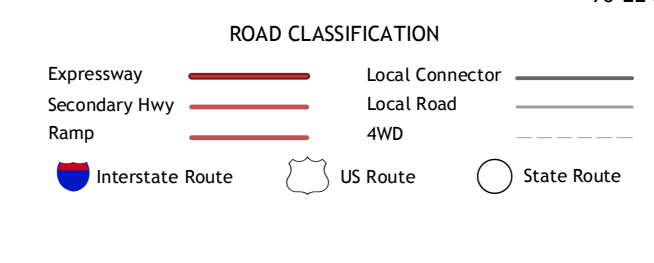 ROAD CLASSIFICATION
Expressway
Secondary Hwy
Ramp
Local Connector
Local Road
4WD
Interstate Route
US Route
State Route